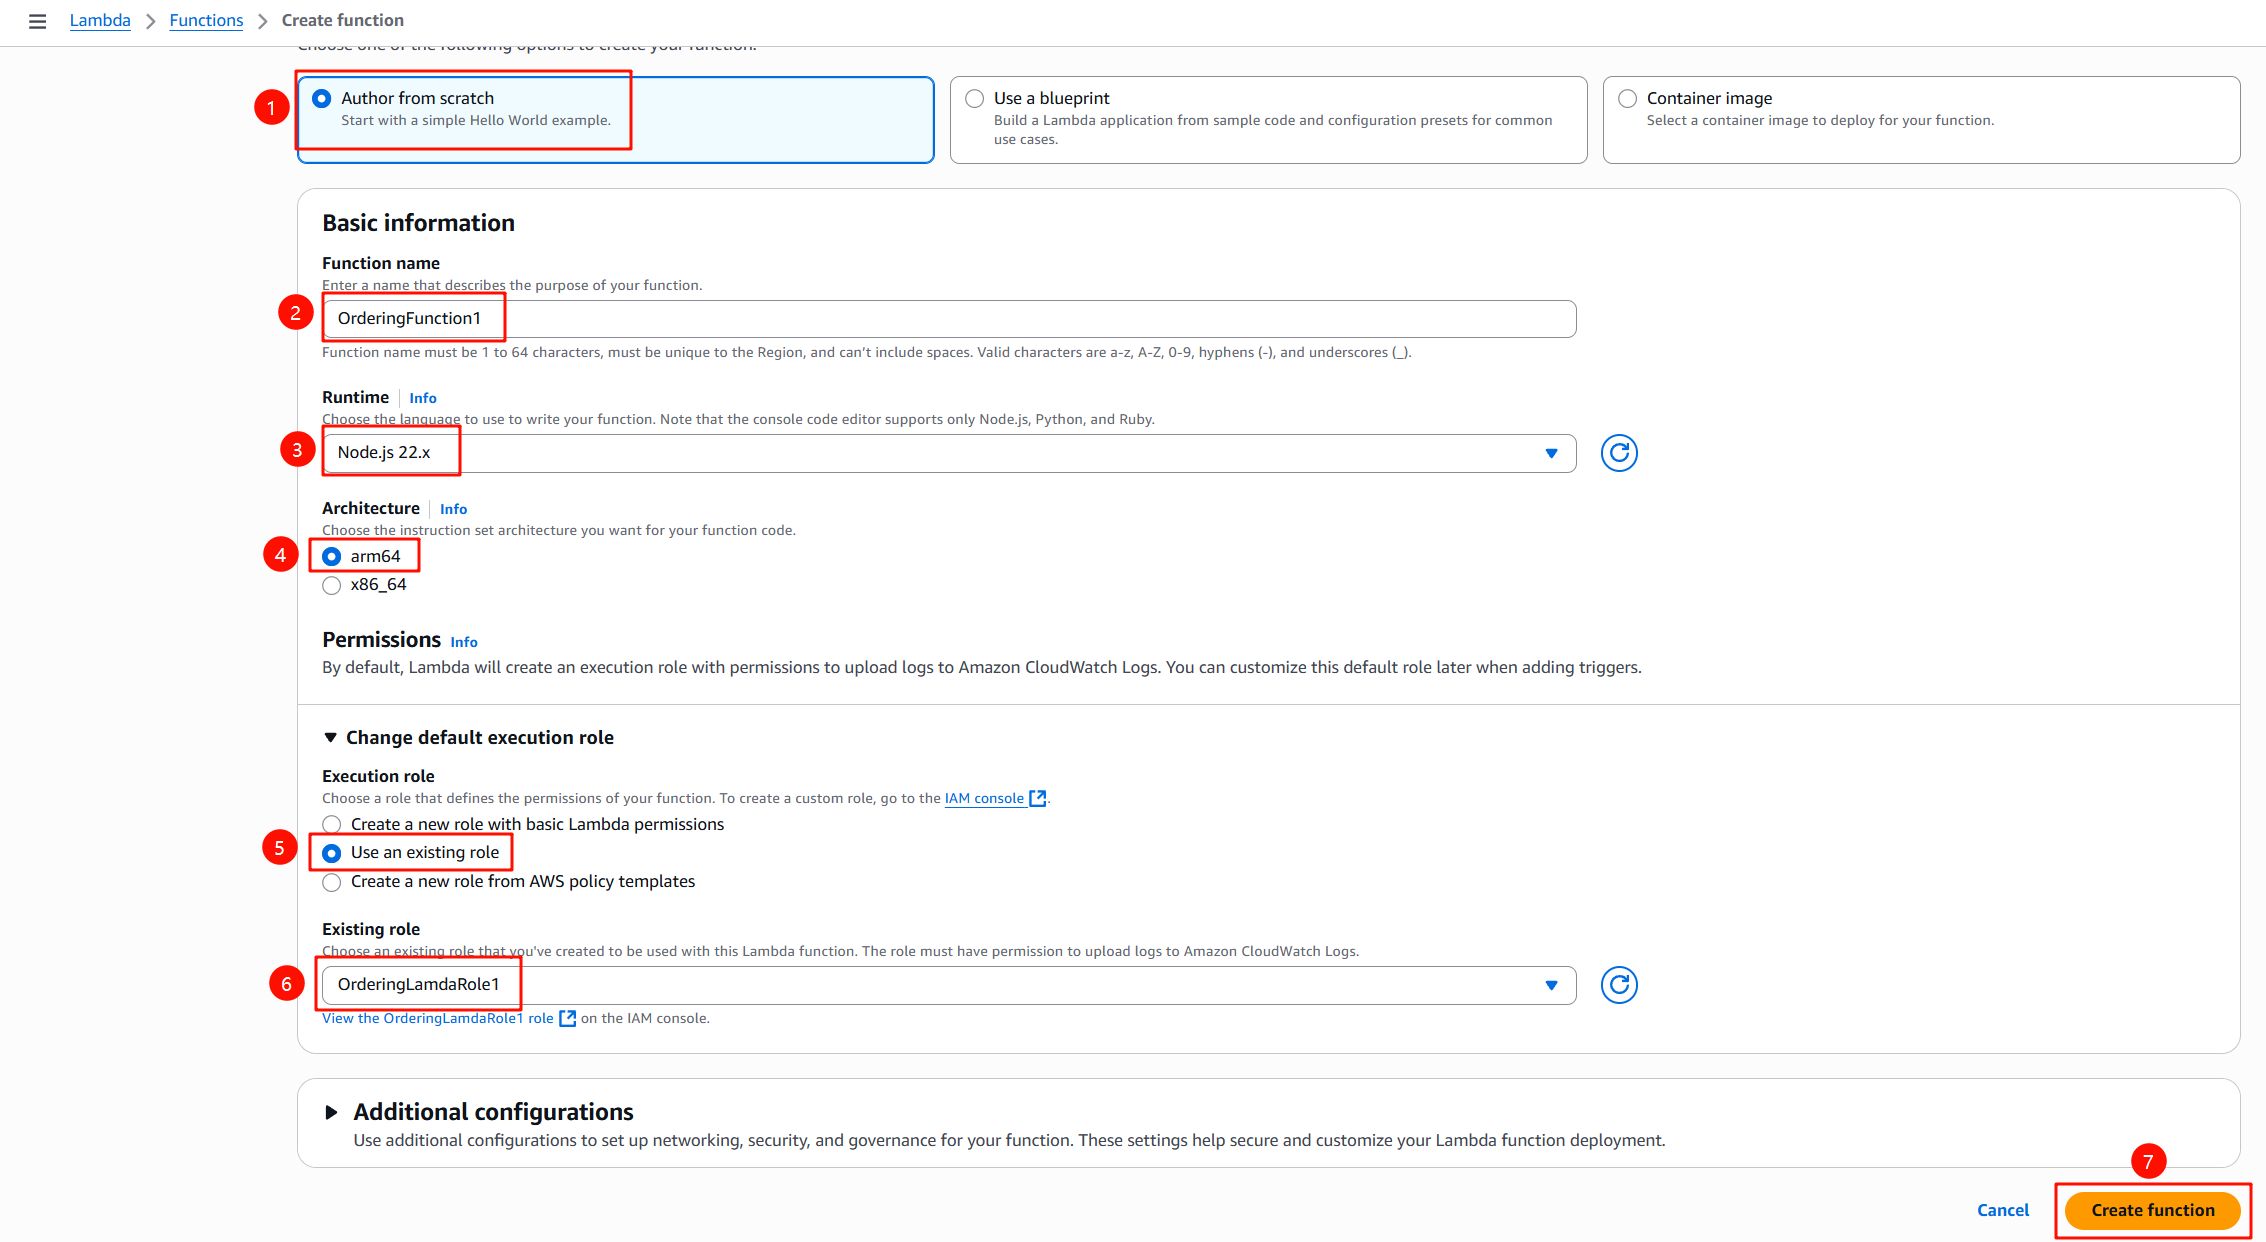 Lambda > Functions > Create function
Choose one of the following options to create your function.
1
Author from scratch
Start with a simple Hello World example.
Use a blueprint
Build a Lambda application from sample code and configuration presets for common
use cases.
Container image
Select a container image to deploy for your function.
Basic information
Function name
Enter a name that describes the purpose of your function.
2
OrderingFunction1
Function name must be 1 to 64 characters, must be unique to the Region, and can't include spaces. Valid characters are a-z, A-Z, 0-9, hyphens (-), and underscores (_).
Runtime Info
Choose the language to use to write your function. Note that the console code editor supports only Node.js, Python, and Ruby.
3
Node.js 22.x
Architecture Info
Choose the instruction set architecture you want for your function code.
4
arm64
x86_64
Permissions Info
By default, Lambda will create an execution role with permissions to upload logs to Amazon CloudWatch Logs. You can customize this default role later when adding triggers.
Change default execution role
Execution role
Choose a role that defines the permissions of your function. To create a custom role, go to the IAM console.
Create a new role with basic Lambda permissions
5
Use an existing role
Create a new role from AWS policy templates
Existing role
Choose an existing role that you've created to be used with this Lambda function. The role must have permission to upload logs to Amazon CloudWatch Logs.
6
OrderingLamdaRole1
View the OrderingLamdaRole1 role on the IAM console.
Additional configurations
Use additional configurations to set up networking, security, and governance for your function. These settings help secure and customize your Lambda function deployment.
7
Cancel
Create function